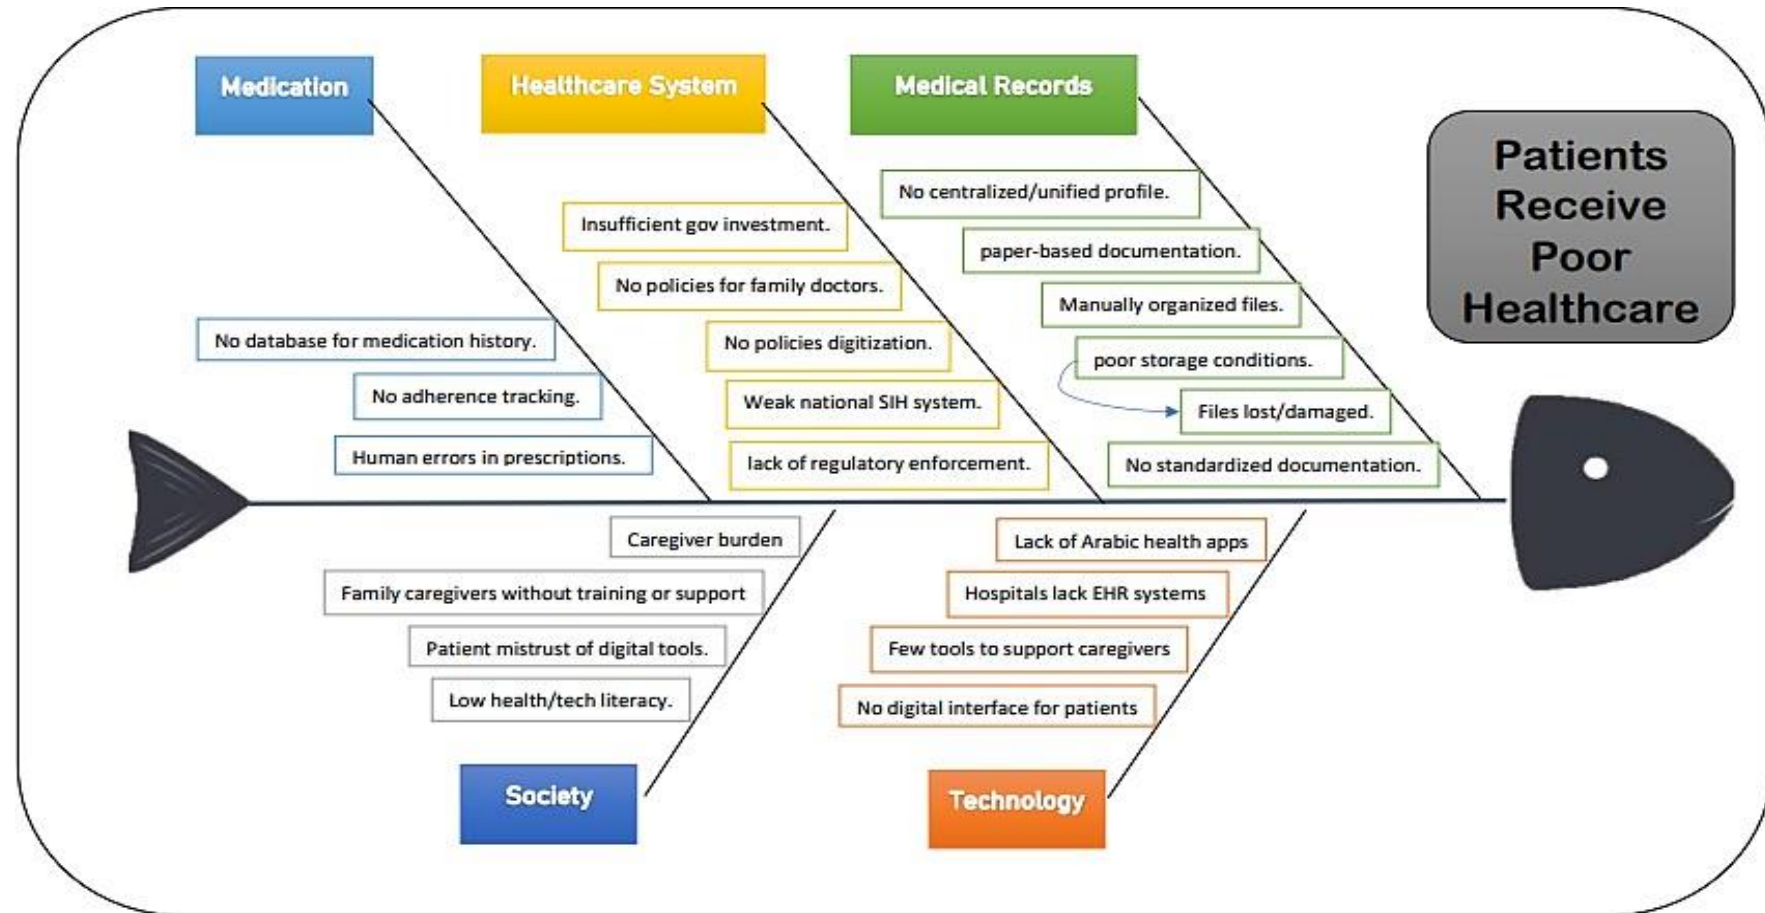 Medication
Healthcare System
Medical Records
Patients
Receive
Poor
Healthcare
No database for medication history.
No adherence tracking.
Human errors in prescriptions.
Insufficient gov investment.
No policies for family doctors.
No policies digitization.
Weak national SIH system.
lack of regulatory enforcement.
No centralized/unified profile.
paper-based documentation.
Manually organized files.
poor storage conditions.
Files lost/damaged.
No standardized documentation.
Caregiver burden
Family caregivers without training or support
Patient mistrust of digital tools.
Low health/tech literacy.
Society
Lack of Arabic health apps
Hospitals lack EHR systems
Few tools to support caregivers
No digital interface for patients
Technology